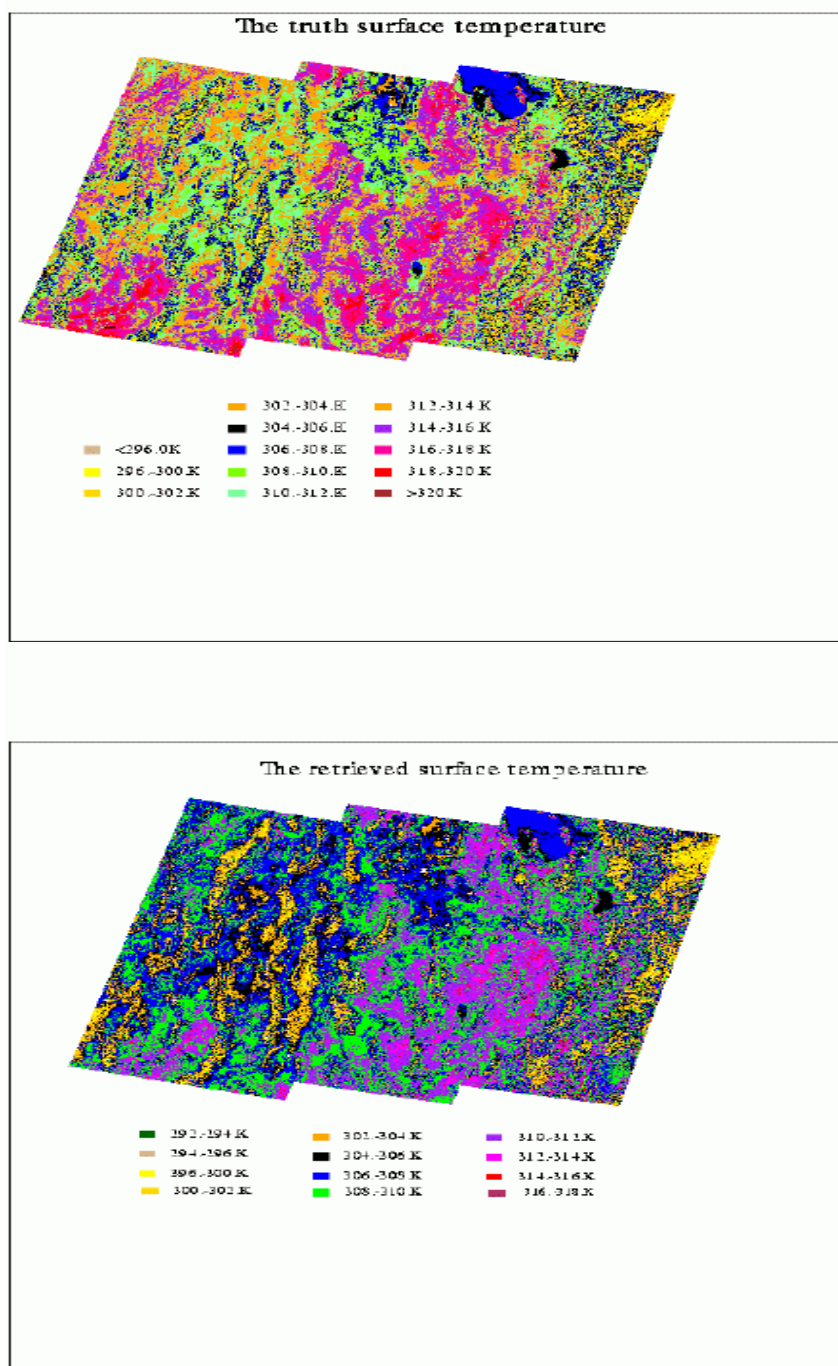 The truth surface temperature
302.-304.K 312.-314.K
304.-306.K 314.-316.K
<296.0K 306.-308.K 316.-318.K
296.-300.K 308.-310.K 318.-320.K
300.-302.K 310.-312.K >320.K
The retrieved surface temperature
292.-294.K 302.-304.K 310.-312.K
294.-296.K 304.-306.K 312.-314.K
296.-300.K 306.-308.K 314.-316.K
300.-302.K 308.-310.K 316.-318.K